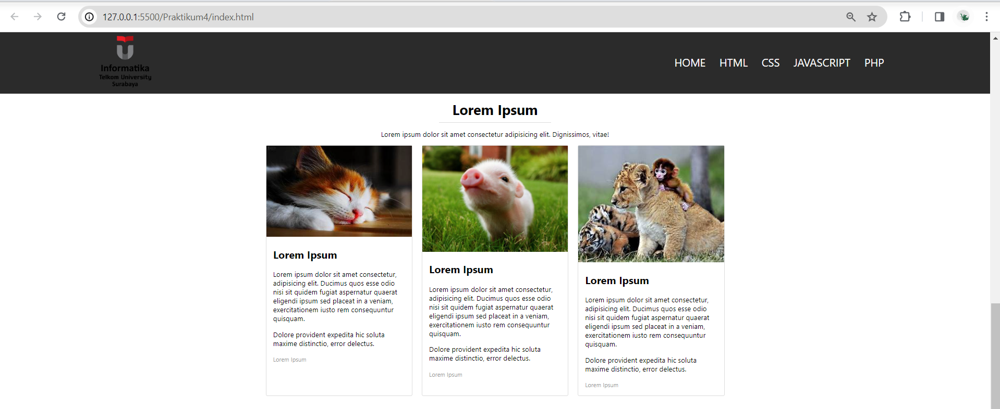 127.0.0.1:5500/Praktikum4/index.html
Informatika
Telkom University
Surabaya
HOME HTML CSS JAVASCRIPT PHP
Lorem Ipsum
Lorem ipsum dolor sit amet consectetur adipisicing elit. Dignissimos, vitae!
Lorem Ipsum
Lorem ipsum dolor sit amet consectetur,
adipisicing elit. Ducimus quos esse odio
nisi sit quidem fugiat aspernatur quaerat
eligendi ipsum sed placeat in a veniam,
exercitationem iusto rem consequuntur
quisquam.
Dolore provident expedita hic soluta
maxime distinctio, error delectus.
Lorem Ipsum
Lorem Ipsum
Lorem ipsum dolor sit amet consectetur,
adipisicing elit. Ducimus quos esse odio
nisi sit quidem fugiat aspernatur quaerat
eligendi ipsum sed placeat in a veniam,
exercitationem iusto rem consequuntur
quisquam.
Dolore provident expedita hic soluta
maxime distinctio, error delectus.
Lorem Ipsum
Lorem Ipsum
Lorem ipsum dolor sit amet consectetur,
adipisicing elit. Ducimus quos esse odio
nisi sit quidem fugiat aspernatur quaerat
eligendi ipsum sed placeat in a veniam,
exercitationem iusto rem consequuntur
quisquam.
Dolore provident expedita hic soluta
maxime distinctio, error delectus.
Lorem Ipsum